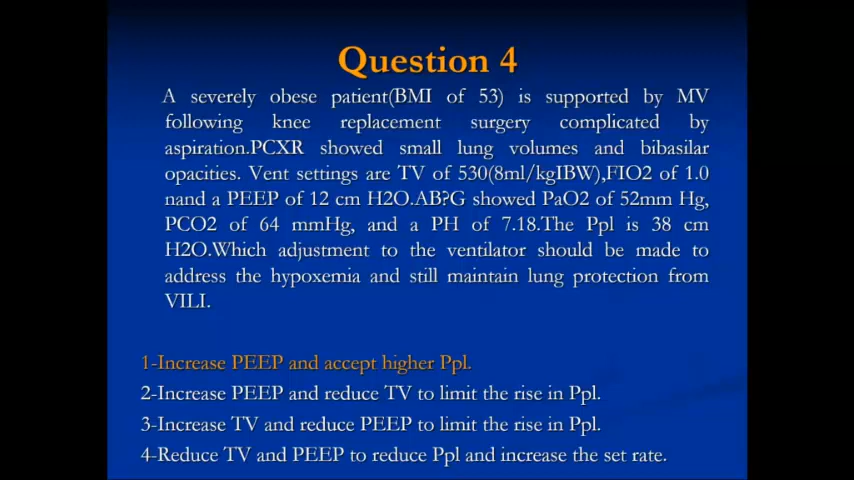 Question 4
A severely obese patient(BMI of 53) is supported by MV
following knee replacement surgery complicated by
aspiration.PCXR showed small lung volumes and bibasilar
opacities. Vent settings are TV of 530(8ml/kgIBW),FIO2 of 1.0
nand a PEEP of 12 cm H2O.AB?G showed PaO2 of 52mm Hg,
PCO2 of 64 mmHg, and a PH of 7.18.The Ppl is 38 cm
H2O.Which adjustment to the ventilator should be made to
address the hypoxemia and still maintain lung protection from
VILI.
1-Increase PEEP and accept higher Ppl.
2-Increase PEEP and reduce TV to limit the rise in Ppl.
3-Increase TV and reduce PEEP to limit the rise in Ppl.
4-Reduce TV and PEEP to reduce Ppl and increase the set rate.